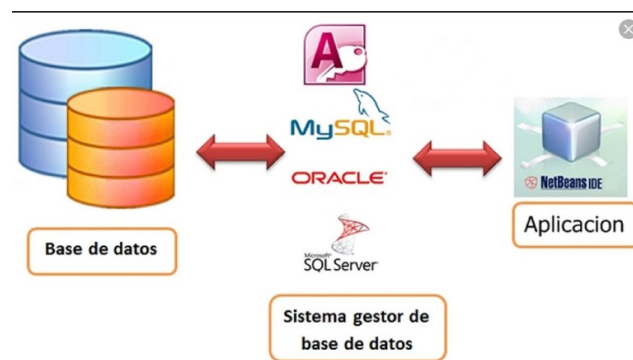 A
MySQL®
ORACLE®
Microsoft®
SQL Server®
NetBeans IDE
Base de datos
Aplicacion
Sistema gestor de
base de datos